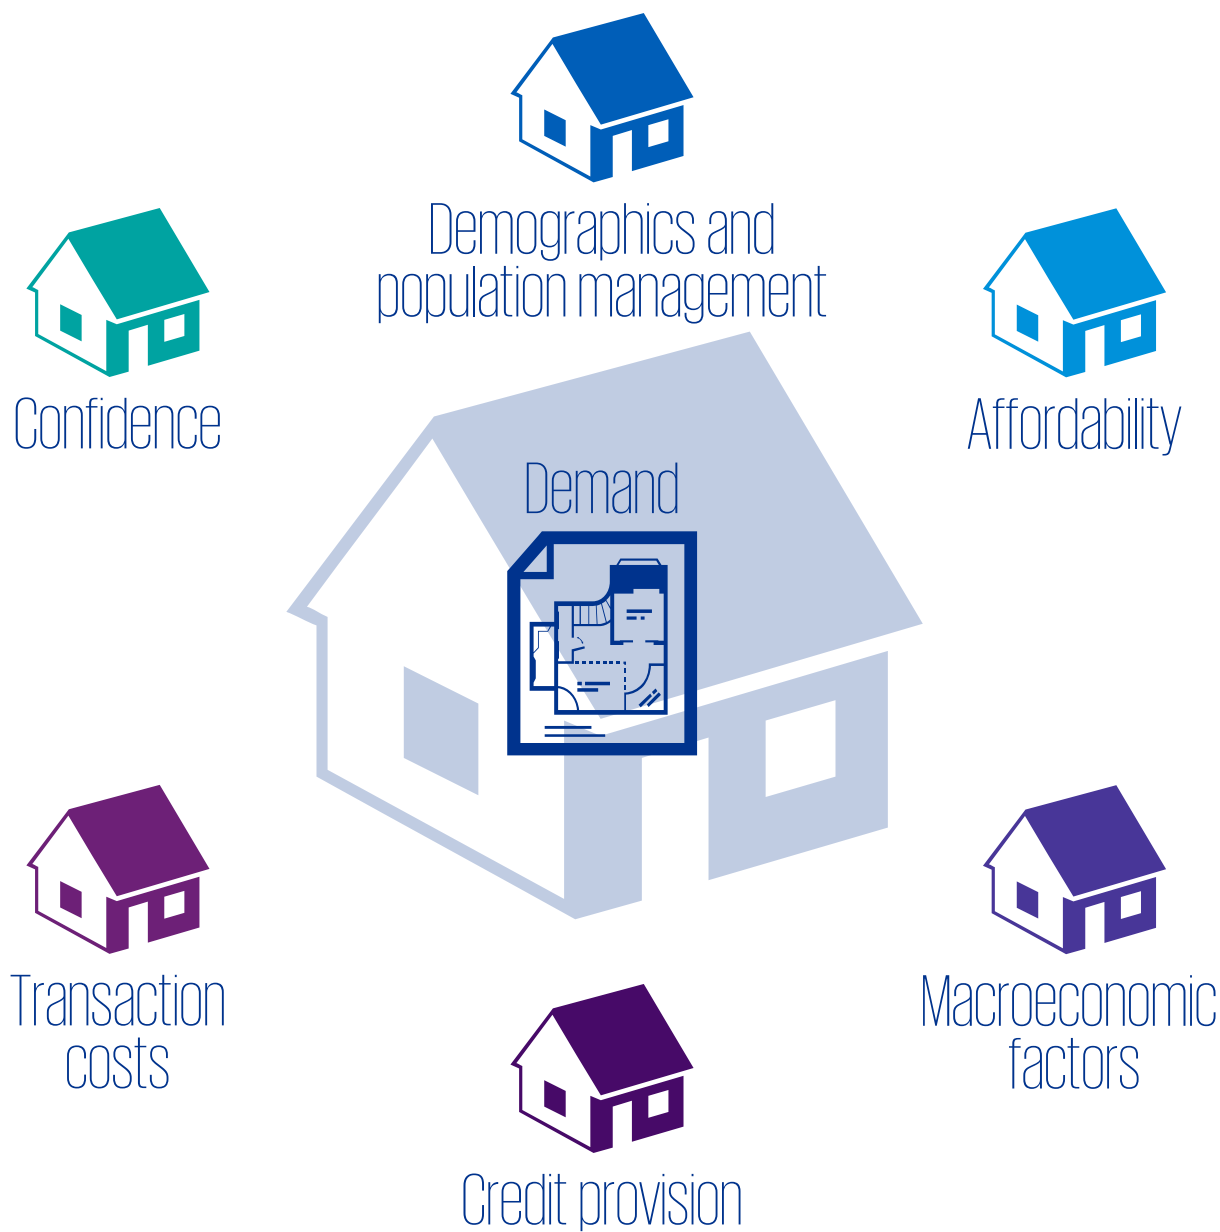 Demographics and
population management
Confidence
Affordability
Demand
Transaction
costs
Macroeconomic
factors
Credit provision